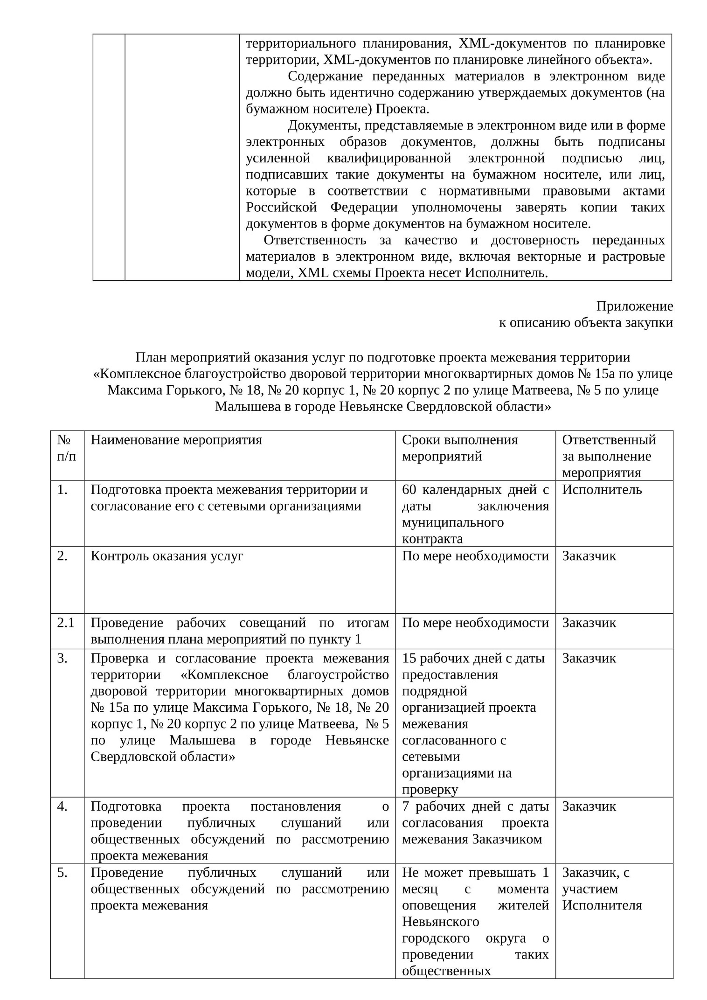 территориального планирования, XML-документов по планировке
территории, XML-документов по планировке линейного объекта».
Содержание переданных материалов в электронном виде
должно быть идентично содержанию утверждаемых документов (на
бумажном носителе) Проекта.
Документы, представляемые в электронном виде или в форме
электронных образов документов, должны быть подписаны
усиленной квалифицированной электронной подписью лиц,
подписавших такие документы на бумажном носителе, или лиц,
которые в соответствии с нормативными правовыми актами
Российской Федерации уполномочены заверять копии таких
документов в форме документов на бумажном носителе.
Ответственность за качество и достоверность переданных
материалов в электронном виде, включая векторные и растровые
модели, XML схемы Проекта несет Исполнитель.
Приложение
к описанию объекта закупки
План мероприятий оказания услуг по подготовке проекта межевания территории
«Комплексное благоустройство дворовой территории многоквартирных домов № 15а по улице
Максима Горького, № 18, № 20 корпус 1, № 20 корпус 2 по улице Матвеева, № 5 по улице
Малышева в городе Невьянске Свердловской области»
№
п/п
Наименование мероприятия
Сроки выполнения
мероприятий
Ответственный
за выполнение
мероприятия
1.
Подготовка проекта межевания территории и
согласование его с сетевыми организациями
60 календарных дней с
даты заключения
муниципального
контракта
Исполнитель
2.
Контроль оказания услуг
По мере необходимости
Заказчик
2.1
Проведение рабочих совещаний по итогам
выполнения плана мероприятий по пункту 1
По мере необходимости
Заказчик
3.
Проверка и согласование проекта межевания
территории «Комплексное благоустройство
дворовой территории многоквартирных домов
№ 15а по улице Максима Горького, № 18, № 20
корпус 1, № 20 корпус 2 по улице Матвеева, № 5
по улице Малышева в городе Невьянске
Свердловской области»
15 рабочих дней с даты
предоставления
подрядной
организацией проекта
межевания
согласованного с
сетевыми
организациями на
проверку
Заказчик
4.
Подготовка проекта постановления о
проведении публичных слушаний или
общественных обсуждений по рассмотрению
проекта межевания
7 рабочих дней с даты
согласования проекта
межевания Заказчиком
Заказчик
5.
Проведение публичных слушаний или
общественных обсуждений по рассмотрению
проекта межевания
Не может превышать 1
месяц с момента
оповещения жителей
Невьянского
городского округа о
проведении таких
общественных
Заказчик, с
участием
Исполнителя